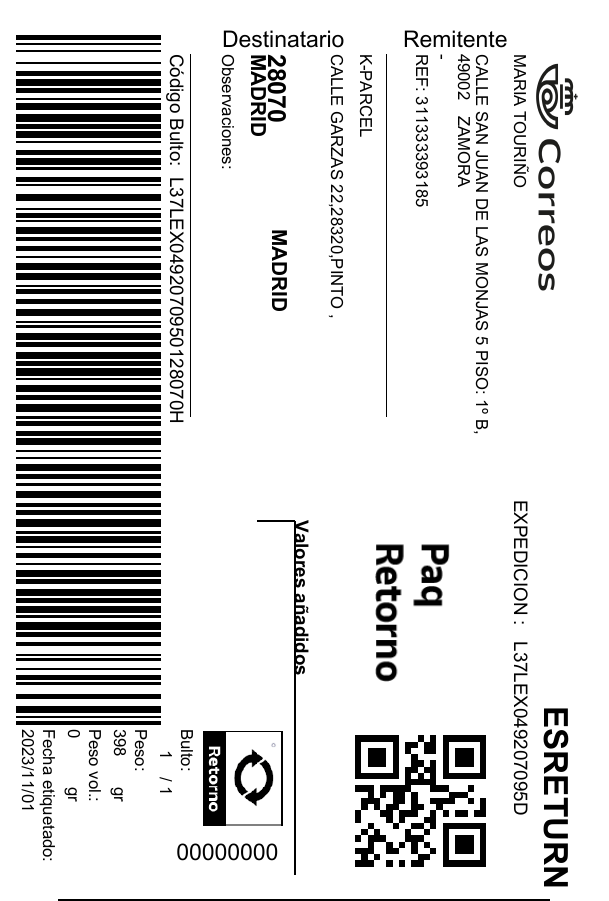 Correos
ESRETURN
Remitente
MARIA TOURIÑO
CALLE SAN JUAN DE LAS MONJAS 5 PISO: 1º B,
49002 ZAMORA
-
REF: 311333393185
EXPEDICION : L37LEX049207095D
Paq
Retorno
Destinatario
K-PARCEL
CALLE GARZAS 22,28320,PINTO ,
28070 MADRID
MADRID
Observaciones:
Valores añadidos
Retorno
00000000
Código Bulto: L37LEX0492070950128070H
Bulto:
1 / 1
Peso:
398 gr
Peso vol.:
0 gr
Fecha etiquetado:
2023/11/01